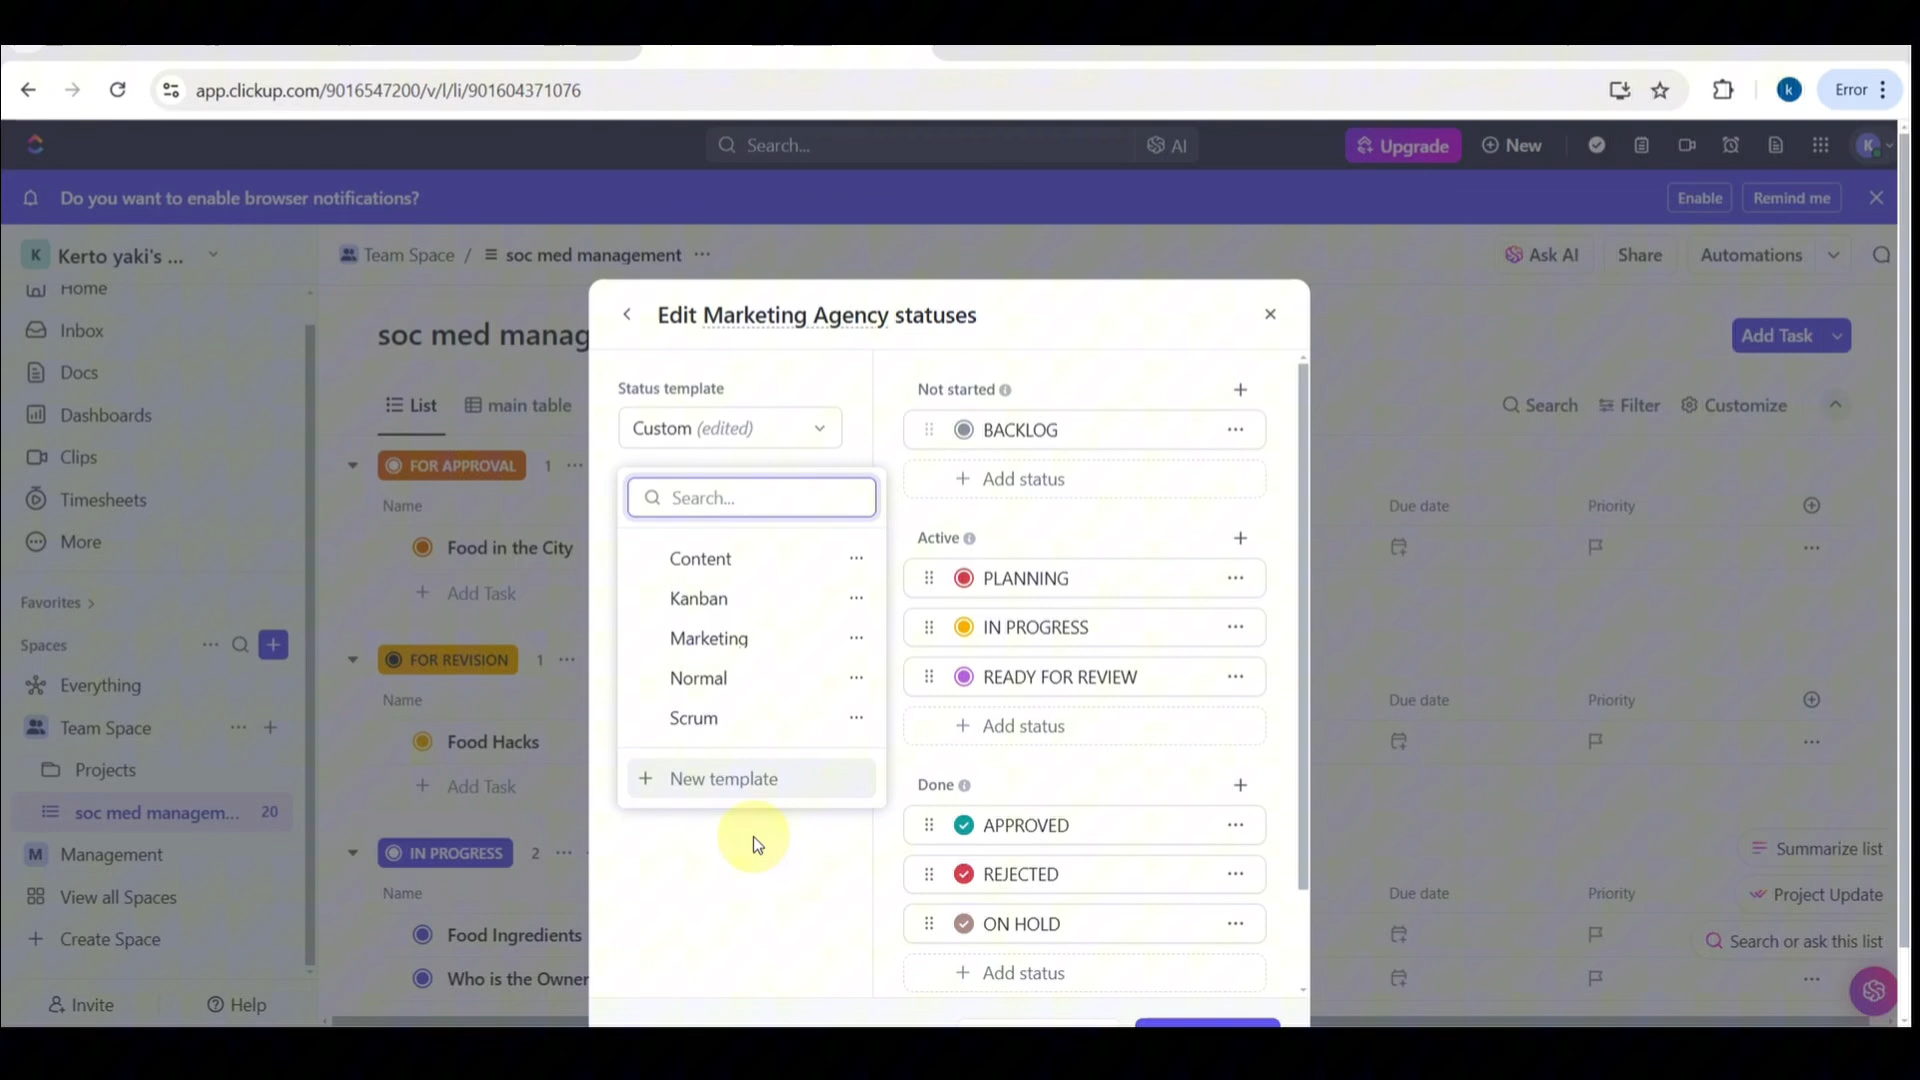 app.clickup.com/9016547200/v/l/li/901604371076
Error
Search...
AI
Upgrade
New
K
Do you want to enable browser notifications?
Enable
Remind me
K
Kerto yaki's ...
Team Space / soc med management
Ask AI
Share
Automations
Home
Inbox
Docs
Dashboards
Clips
Timesheets
More
Favorites
Spaces
Everything
Team Space
Projects
soc med managem... 20
M Management
View all Spaces
Create Space
Invite
Help
soc med manag
Add Task
List
main table
Search
Filter
Customize
FOR APPROVAL 1
Name
Due date
Priority
Food in the City
Add Task
FOR REVISION 1
Name
Due date
Priority
Food Hacks
Add Task
IN PROGRESS 2
Name
Due date
Priority
Food Ingredients
Who is the Owner
Summarize list
Project Update
Search or ask this list
Edit Marketing Agency statuses
Status template
Custom (edited)
Search...
Content
Kanban
Marketing
Normal
Scrum
New template
Not started
BACKLOG
Add status
Active
PLANNING
IN PROGRESS
READY FOR REVIEW
Add status
Done
APPROVED
REJECTED
ON HOLD
Add status